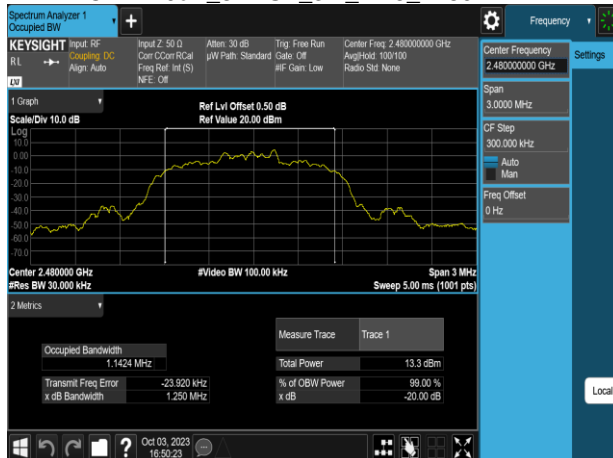 Spectrum Analyzer 1
Occupied BW
+
Frequency
KEYSIGHT
RL
LXI
Input: RF
Coupling: DC
Align: Auto
Input Z: 50 Ω
Corr CCorr RCal
Freq Ref: Int (S)
NFE: Off
Atten: 30 dB
µW Path: Standard
Trig: Free Run
Gate: Off
#IF Gain: Low
Center Freq: 2.480000000 GHz
Avg|Hold: 100/100
Radio Std: None
Center Frequency
2.480000000 GHz
Settings
Span
3.0000 MHz
CF Step
300.000 kHz
Auto
Man
Freq Offset
0 Hz
Local
1 Graph
Scale/Div 10.0 dB
Ref Lvl Offset 0.50 dB
Ref Value 20.00 dBm
Log
10.0
0.00
-10.0
-20.0
-30.0
-40.0
-50.0
-60.0
-70.0
Center 2.480000 GHz
#Res BW 30.000 kHz
#Video BW 100.00 kHz
Span 3 MHz
Sweep 5.00 ms (1001 pts)
2 Metrics
Measure Trace
Trace 1
Occupied Bandwidth
1.1424 MHz
Total Power
13.3 dBm
Transmit Freq Error
-23.920 kHz
% of OBW Power
99.00 %
x dB Bandwidth
1.250 MHz
x dB
-20.00 dB
?
Oct 03, 2023
16:50:23